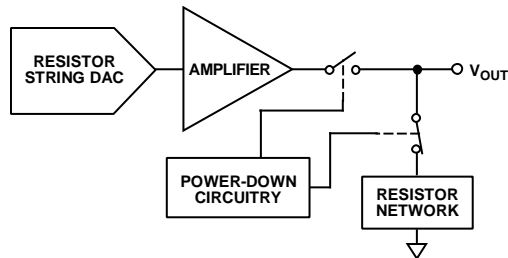 RESISTOR
STRING DAC
AMPLIFIER
VOUT
POWER-DOWN
CIRCUITRY
RESISTOR
NETWORK